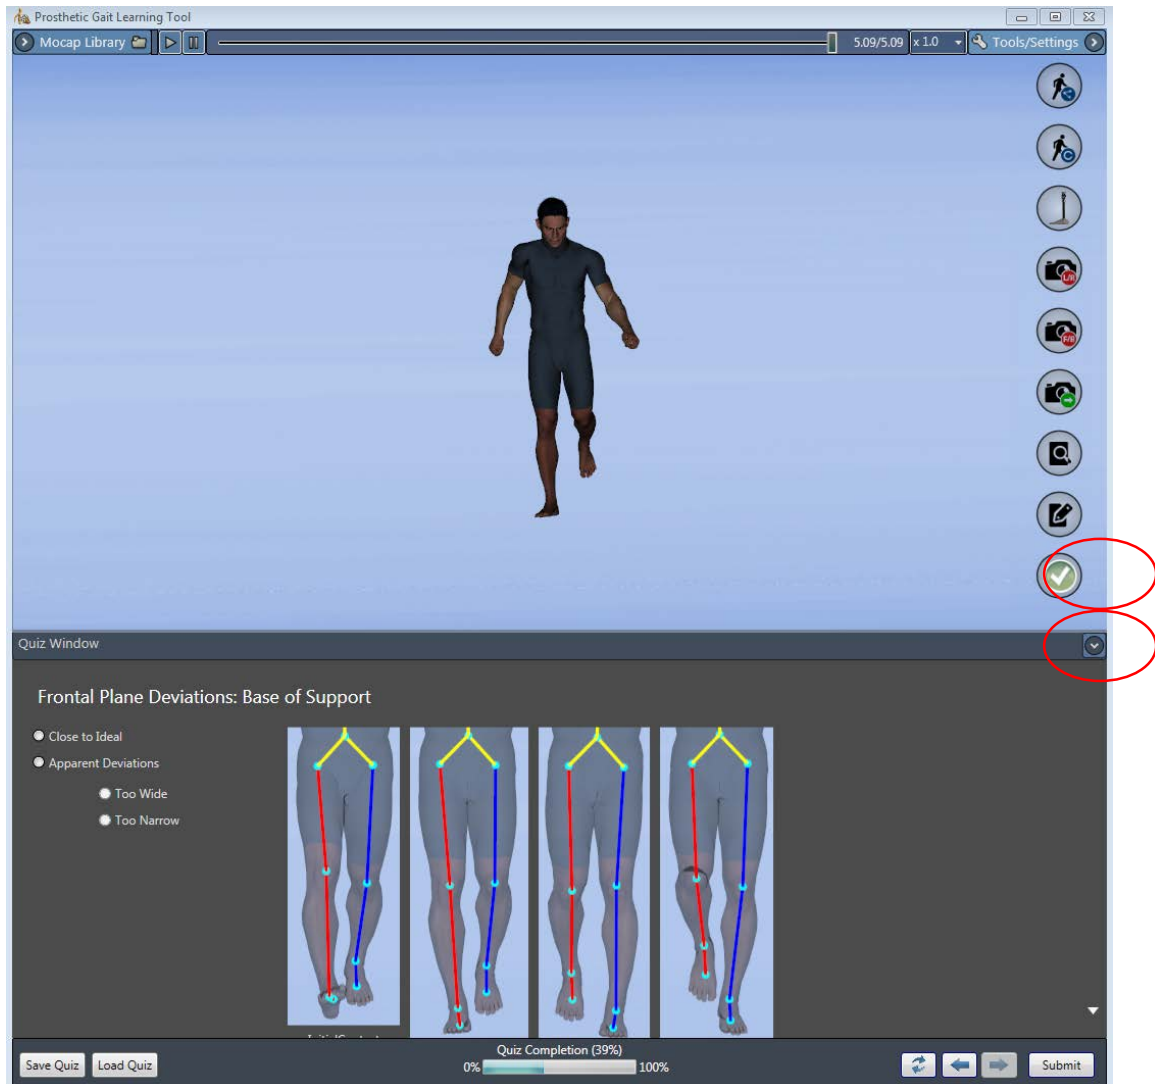 Prosthetic Gait Learning Tool
Mocap Library 5.09/5.09 x 1.0 Tools/Settings
C
L/R
F/R
Quiz Window
Frontal Plane Deviations: Base of Support
Close to Ideal
Apparent Deviations
Too Wide
Too Narrow
Quiz Completion (39%)
Save Quiz Load Quiz 0% 100% Submit